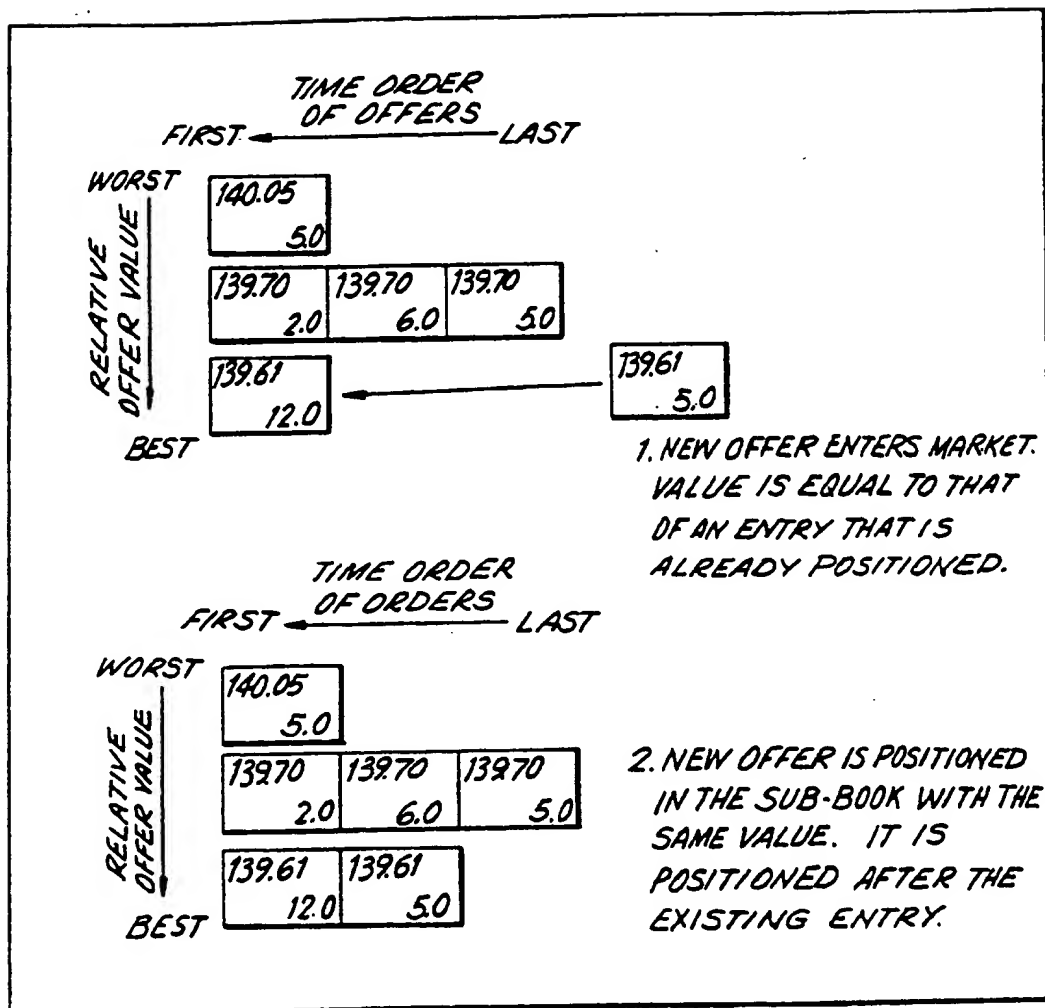 TIME ORDER
OF OFFERS
FIRST LAST
WORST
RELATIVE
OFFER VALUE
BEST
140.05
5.0
139.70 139.70 139.70
2.0 6.0 5.0
139.61 139.61
12.0 5.0
1. NEW OFFER ENTERS MARKET.
VALUE IS EQUAL TO THAT
OF AN ENTRY THAT IS
ALREADY POSITIONED.
TIME ORDER
OF ORDERS
FIRST LAST
WORST
RELATIVE
OFFER VALUE
BEST
140.05
5.0
139.70 139.70 139.70
2.0 6.0 5.0
139.61 139.61
12.0 5.0
2. NEW OFFER IS POSITIONED
IN THE SUB-BOOK WITH THE
SAME VALUE. IT IS
POSITIONED AFTER THE
EXISTING ENTRY.